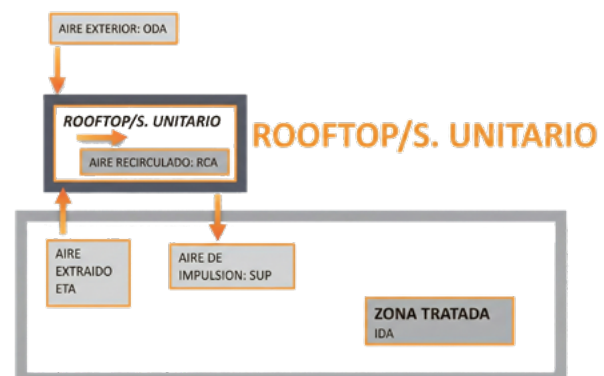 AIRE EXTERIOR: ODA
ROOFTOP/S. UNITARIO
AIRE RECIRCULADO: RCA
ROOFTOP/S. UNITARIO
AIRE
EXTRAIDO
ETA
AIRE DE
IMPULSION: SUP
ZONA TRATADA
IDA